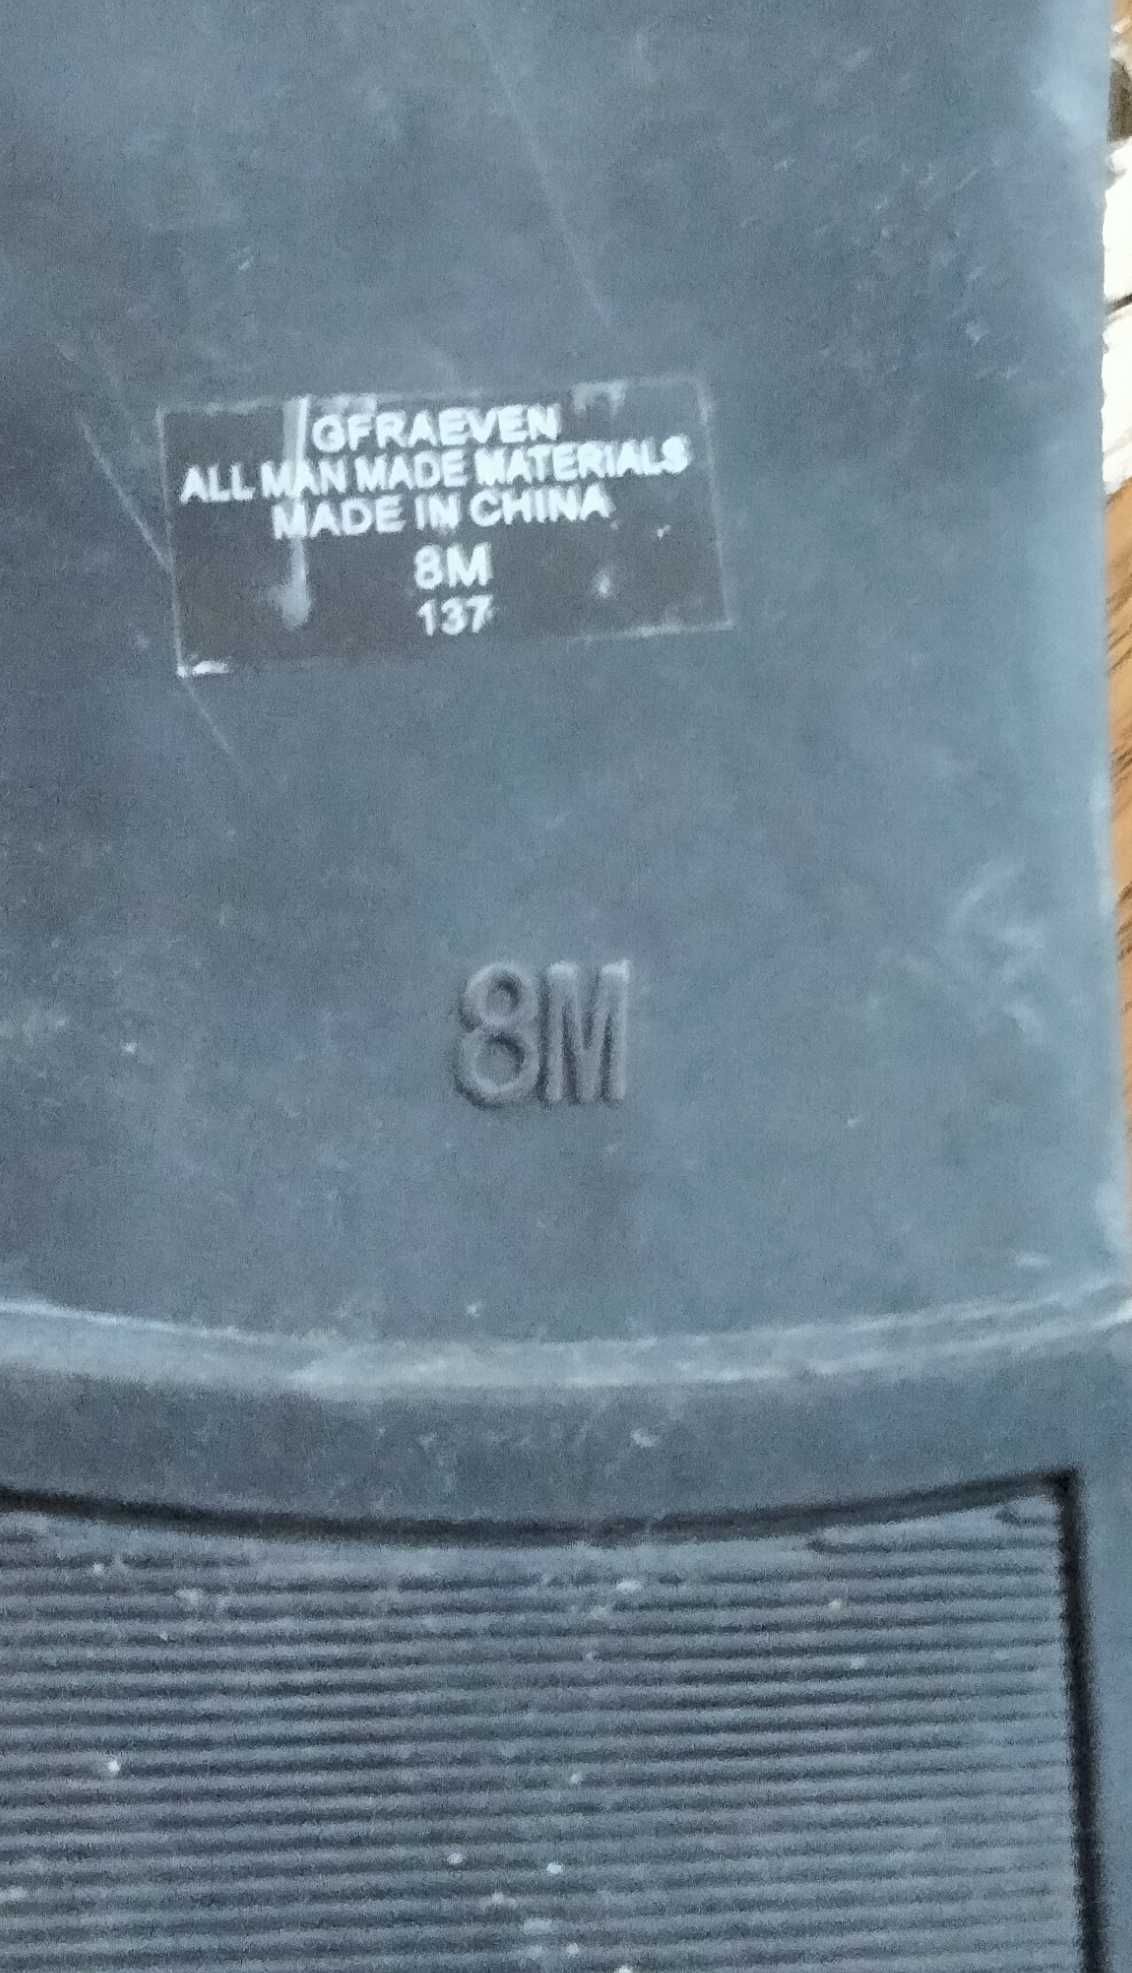 GFRAEVEN
ALL MAN MADE MATERIALS
MADE IN CHINA
8M
137
8M